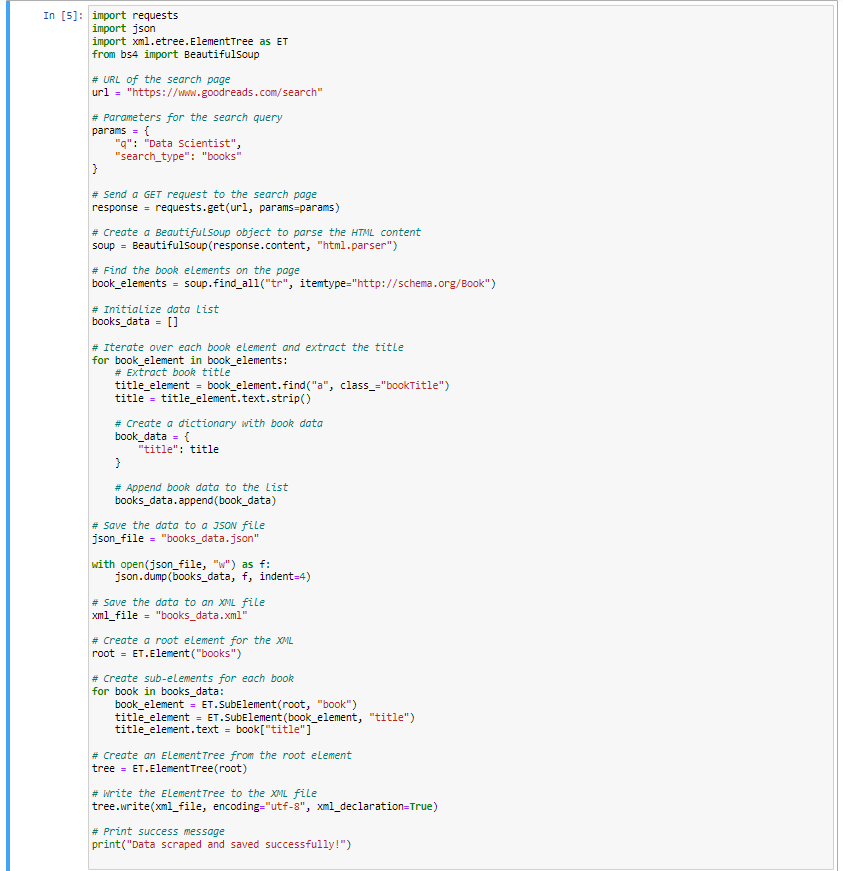 In [5]: import requests
import json
import xml.etree.ElementTree as ET
from bs4 import BeautifulSoup
# URL of the search page
url = "https://www.goodreads.com/search"
# Parameters for the search query
params = {
"q": "Data Scientist",
"search_type": "books"
}
# Send a GET request to the search page
response = requests.get(url, params=params)
# Create a BeautifulSoup object to parse the HTML content
soup = BeautifulSoup(response.content, "html.parser")
# Find the book elements on the page
book_elements = soup.find_all("tr", itemtype="http://schema.org/Book")
# Initialize data list
books_data = []
# Iterate over each book element and extract the title
for book_element in book_elements:
# Extract book title
title_element = book_element.find("a", class_="bookTitle")
title = title_element.text.strip()
# Create a dictionary with book data
book_data = {
"title": title
}
# Append book data to the list
books_data.append(book_data)
# Save the data to a JSON file
json_file = "books_data.json"
with open(json_file, "w") as f:
json.dump(books_data, f, indent=4)
# Save the data to an XML file
xml_file = "books_data.xml"
# Create a root element for the XML
root = ET.Element("books")
# Create sub-elements for each book
for book in books_data:
book_element = ET.SubElement(root, "book")
title_element = ET.SubElement(book_element, "title")
title_element.text = book["title"]
# Create an ElementTree from the root element
tree = ET.ElementTree(root)
# Write the ElementTree to the XML file
tree.write(xml_file, encoding="utf-8", xml_declaration=True)
# Print success message
print("Data scraped and saved successfully!")